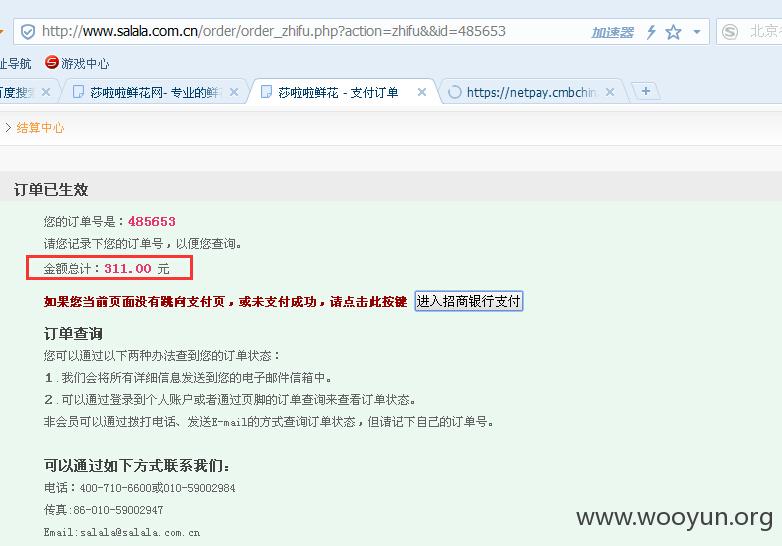 http://www.salala.com.cn/order/order_zhifu.php?action=zhifu&&id=485653 加速器 北京
址导航 游戏中心
百度搜 莎啦啦鲜花网- 专业的鲜 莎啦啦鲜花 - 支付订单 https://netpay.cmbchin
结算中心
订单已生效
您的订单号是：485653
请您记录下您的订单号，以便您查询。
金额总计：311.00 元
如果您当前页面没有跳向支付页，或未支付成功，请点击此按键 进入招商银行支付
订单查询
您可以通过以下两种办法查到您的订单状态：
1.我们会将所有详细信息发送到您的电子邮件信箱中。
2.可以通过登录到个人账户或者通过页脚的订单查询来查看订单状态。
非会员可以通过拨打电话、发送E-mail的方式查询订单状态，但请记下自己的订单号。
可以通过如下方式联系我们：
电话：400-710-6600或010-59002984
传真:86-010-59002947
Email:salala@salala.com.cn
www.wooyun.org